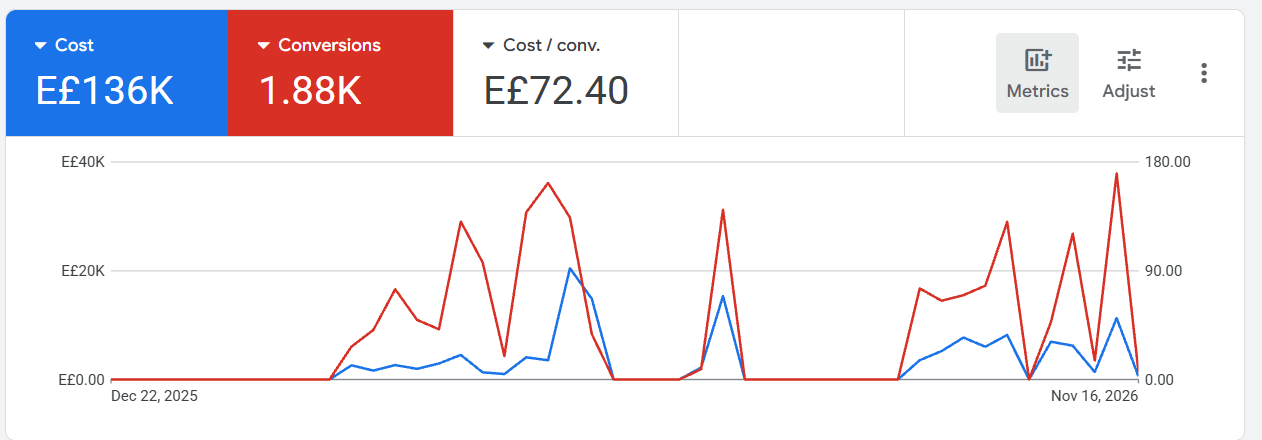 Cost
E£136K
Conversions
1.88K
Cost / conv.
E£72.40
Metrics
Adjust
E£40K
180.00
E£20K
90.00
E£0.00
0.00
Dec 22, 2025
Nov 16, 2026